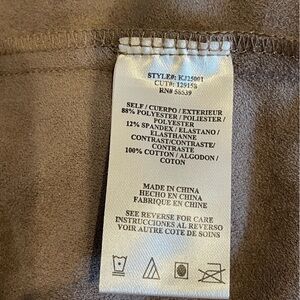 STYLE#: KJ25001
CUT#: 12915B
RN# 58539
SELF / CUERPO / EXTERIEUR
88% POLYESTER / POLIESTER /
POLYESTER
12% SPANDEX / ELASTANO /
ELASTHANNE
CONTRAST/CONTRASTE/
CONTRASTE
100% COTTON / ALGODON /
COTON
MADE IN CHINA
HECHO EN CHINA
FABRIQUE EN CHINE
SEE REVERSE FOR CARE
INSTRUCCIONES AL REVERSO
VOIR COTE DE SOINS